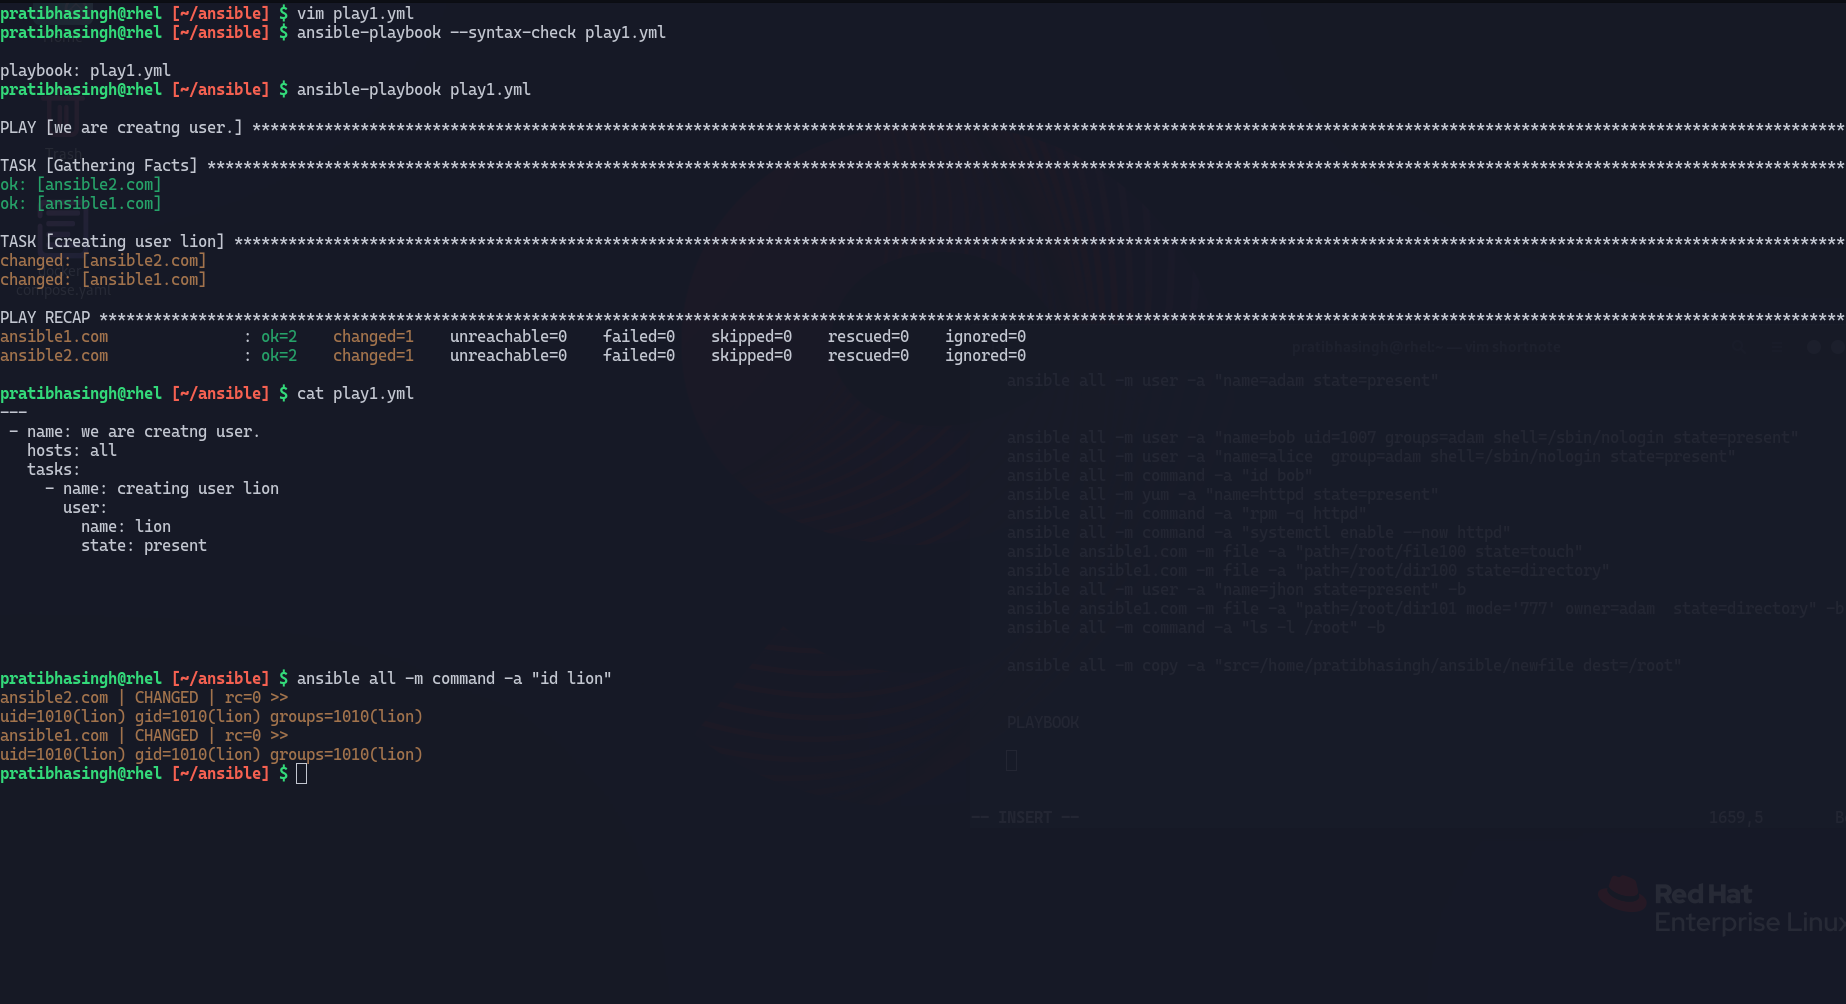 pratibhasingh@rhel [~/ansible] $ vim play1.yml
pratibhasingh@rhel [~/ansible] $ ansible-playbook --syntax-check play1.yml
playbook: play1.yml
pratibhasingh@rhel [~/ansible] $ ansible-playbook play1.yml
PLAY [we are creatng user.] *********************************************************************************************************************************************************************************
Trash
TASK [Gathering Facts] **************************************************************************************************************************************************************************************
ok: [ansible2.com]
ok: [ansible1.com]
TASK [creating user lion] ***********************************************************************************************************************************************************************************
changed: [ansible2.com]
changed: [ansible1.com]
compose.yaml
PLAY RECAP **************************************************************************************************************************************************************************************************
ansible1.com               : ok=2    changed=1    unreachable=0    failed=0    skipped=0    rescued=0    ignored=0
ansible2.com               : ok=2    changed=1    unreachable=0    failed=0    skipped=0    rescued=0    ignored=0
pratibhasingh@rhel [~/ansible] $ cat play1.yml
---
 - name: we are creatng user.
   hosts: all
   tasks:
     - name: creating user lion
       user:
         name: lion
         state: present
pratibhasingh@rhel [~/ansible] $ ansible all -m command -a "id lion"
ansible2.com | CHANGED | rc=0 >>
uid=1010(lion) gid=1010(lion) groups=1010(lion)
ansible1.com | CHANGED | rc=0 >>
uid=1010(lion) gid=1010(lion) groups=1010(lion)
pratibhasingh@rhel [~/ansible] $
pratibhasingh@rhel:~ — vim shortnote
ansible all -m user -a "name=adam state=present"
ansible all -m user -a "name=bob uid=1007 groups=adam shell=/sbin/nologin state=present"
ansible all -m user -a "name=alice  group=adam shell=/sbin/nologin state=present"
ansible all -m command -a "id bob"
ansible all -m yum -a "name=httpd state=present"
ansible all -m command -a "rpm -q httpd"
ansible all -m command -a "systemctl enable --now httpd"
ansible ansible1.com -m file -a "path=/root/file100 state=touch"
ansible ansible1.com -m file -a "path=/root/dir100 state=directory"
ansible all -m user -a "name=jhon state=present" -b
ansible ansible1.com -m file -a "path=/root/dir101 mode='777' owner=adam  state=directory" -b
ansible all -m command -a "ls -l /root" -b
ansible all -m copy -a "src=/home/pratibhasingh/ansible/newfile dest=/root"
PLAYBOOK
-- INSERT --                                                                      1659,5        B
Red Hat
Enterprise Linux